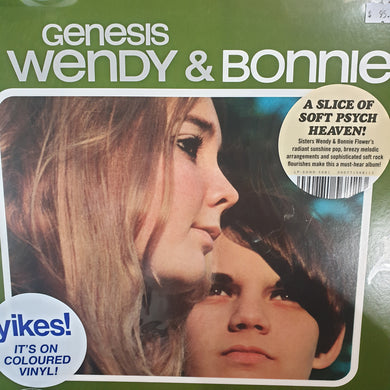 GENESIS
WENDY & BONNIE
A SLICE OF
SOFT PSYCH
HEAVEN!
Sisters Wendy & Bonnie Flower's
radiant sunshine pop, breezy melodic
arrangements and sophisticated soft rock
flourishes make this a must-hear album!
yikes!
IT'S ON
COLOURED
VINYL!